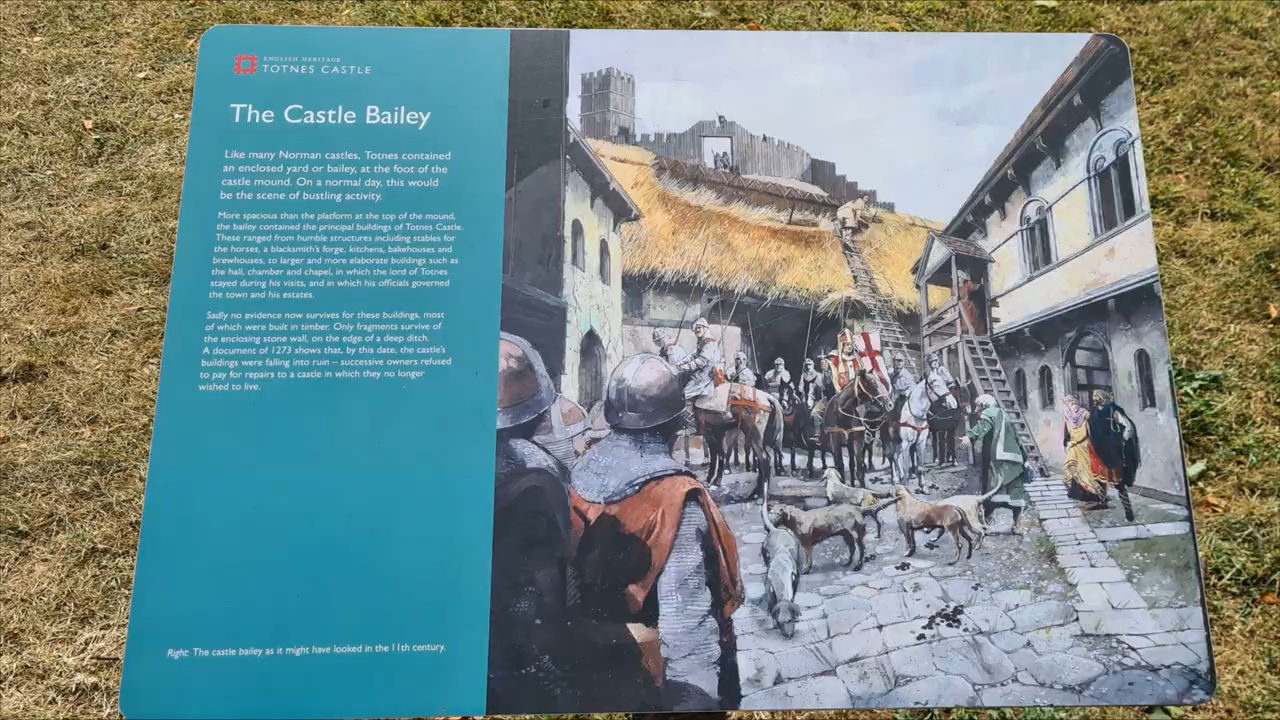 ENGLISH HERITAGE
TOTNES CASTLE
The Castle Bailey
Like many Norman castles, Totnes contained
an enclosed yard or bailey, at the foot of the
castle mound. On a normal day, this would
be the scene of bustling activity.
More spacious than the platform at the top of the mound,
the bailey contained the principal buildings of Totnes Castle.
These ranged from humble structures including stables for
the horses, a blacksmith's forge, kitchens, bakehouses and
brewhouses, to larger and more elaborate buildings such as
the hall, chamber and chapel, in which the lord of Totnes
stayed during his visits, and in which his officials governed
the town and his estates.
Sadly no evidence now survives for these buildings, most
of which were built in timber. Only fragments survive of
the enclosing stone wall, on the edge of a deep ditch.
A document of 1273 shows that, by this date, the castle's
buildings were falling into ruin – successive owners refused
to pay for repairs to a castle in which they no longer
wished to live.
Right: The castle bailey as it might have looked in the 11th century.